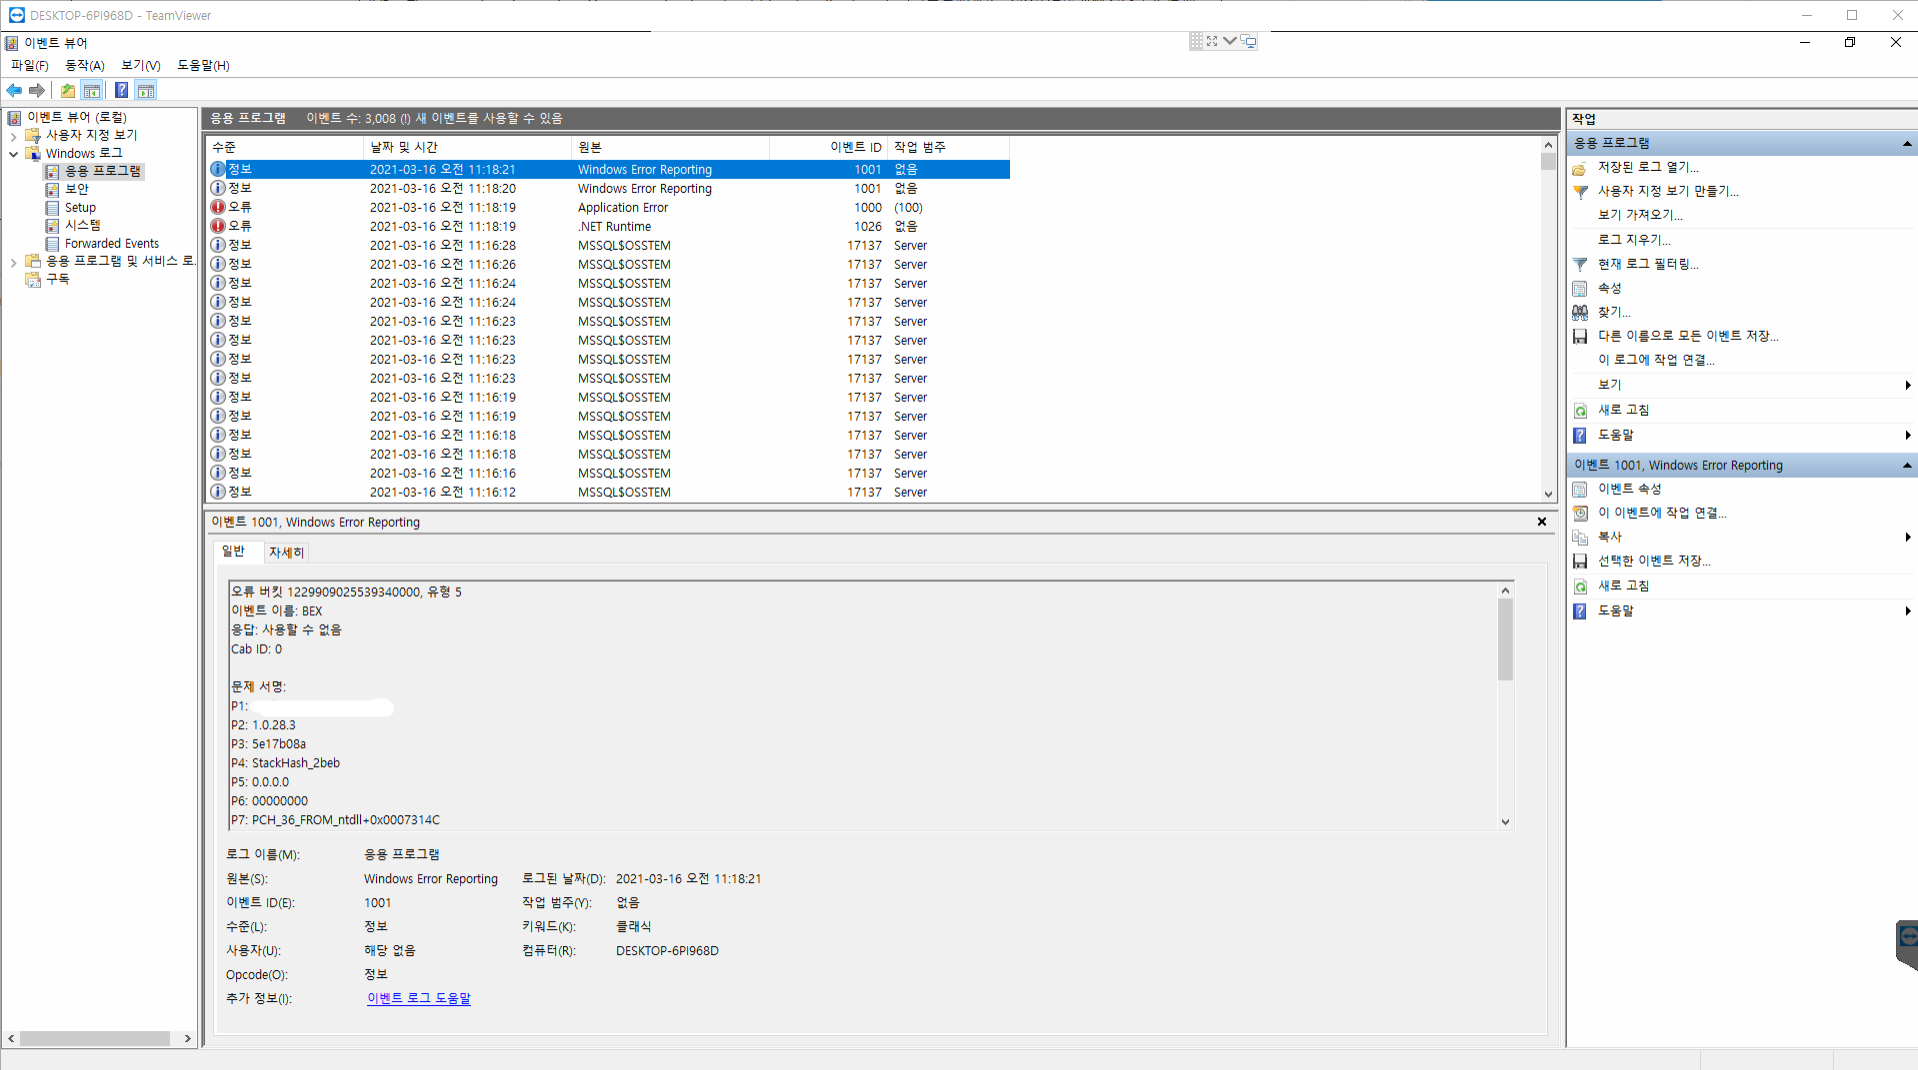 DESKTOP-6PI968D - TeamViewer
이벤트 뷰어
파일(F) 동작(A) 보기(V) 도움말(H)
이벤트 뷰어 (로컬)
사용자 지정 보기
Windows 로그
응용 프로그램
보안
Setup
시스템
Forwarded Events
응용 프로그램 및 서비스 로
구독
응용 프로그램 이벤트 수: 3,008 (!) 새 이벤트를 사용할 수 있음
수준 날짜 및 시간 원본 이벤트 ID 작업 범주
정보 2021-03-16 오전 11:18:21 Windows Error Reporting 1001 없음
정보 2021-03-16 오전 11:18:20 Windows Error Reporting 1001 없음
오류 2021-03-16 오전 11:18:19 Application Error 1000 (100)
오류 2021-03-16 오전 11:18:19 .NET Runtime 1026 없음
정보 2021-03-16 오전 11:16:28 MSSQL$OSSTEM 17137 Server
정보 2021-03-16 오전 11:16:26 MSSQL$OSSTEM 17137 Server
정보 2021-03-16 오전 11:16:24 MSSQL$OSSTEM 17137 Server
정보 2021-03-16 오전 11:16:24 MSSQL$OSSTEM 17137 Server
정보 2021-03-16 오전 11:16:23 MSSQL$OSSTEM 17137 Server
정보 2021-03-16 오전 11:16:23 MSSQL$OSSTEM 17137 Server
정보 2021-03-16 오전 11:16:23 MSSQL$OSSTEM 17137 Server
정보 2021-03-16 오전 11:16:23 MSSQL$OSSTEM 17137 Server
정보 2021-03-16 오전 11:16:19 MSSQL$OSSTEM 17137 Server
정보 2021-03-16 오전 11:16:19 MSSQL$OSSTEM 17137 Server
정보 2021-03-16 오전 11:16:18 MSSQL$OSSTEM 17137 Server
정보 2021-03-16 오전 11:16:18 MSSQL$OSSTEM 17137 Server
정보 2021-03-16 오전 11:16:16 MSSQL$OSSTEM 17137 Server
정보 2021-03-16 오전 11:16:12 MSSQL$OSSTEM 17137 Server
이벤트 1001, Windows Error Reporting
일반 자세히
오류 버킷 1229909025539340000, 유형 5
이벤트 이름: BEX
응답: 사용할 수 없음
Cab ID: 0
문제 서명:
P1:
P2: 1.0.28.3
P3: 5e17b08a
P4: StackHash_2beb
P5: 0.0.0.0
P6: 00000000
P7: PCH_36_FROM_ntdll+0x0007314C
로그 이름(M): 응용 프로그램
원본(S): Windows Error Reporting 로그된 날짜(D): 2021-03-16 오전 11:18:21
이벤트 ID(E): 1001 작업 범주(Y): 없음
수준(L): 정보 키워드(K): 클래식
사용자(U): 해당 없음 컴퓨터(R): DESKTOP-6PI968D
Opcode(O): 정보
추가 정보(I): 이벤트 로그 도움말
작업
응용 프로그램
저장된 로그 열기...
사용자 지정 보기 만들기...
보기 가져오기...
로그 지우기...
현재 로그 필터링...
속성
찾기...
다른 이름으로 모든 이벤트 저장...
이 로그에 작업 연결...
보기
새로 고침
도움말
이벤트 1001, Windows Error Reporting
이벤트 속성
이 이벤트에 작업 연결...
복사
선택한 이벤트 저장...
새로 고침
도움말